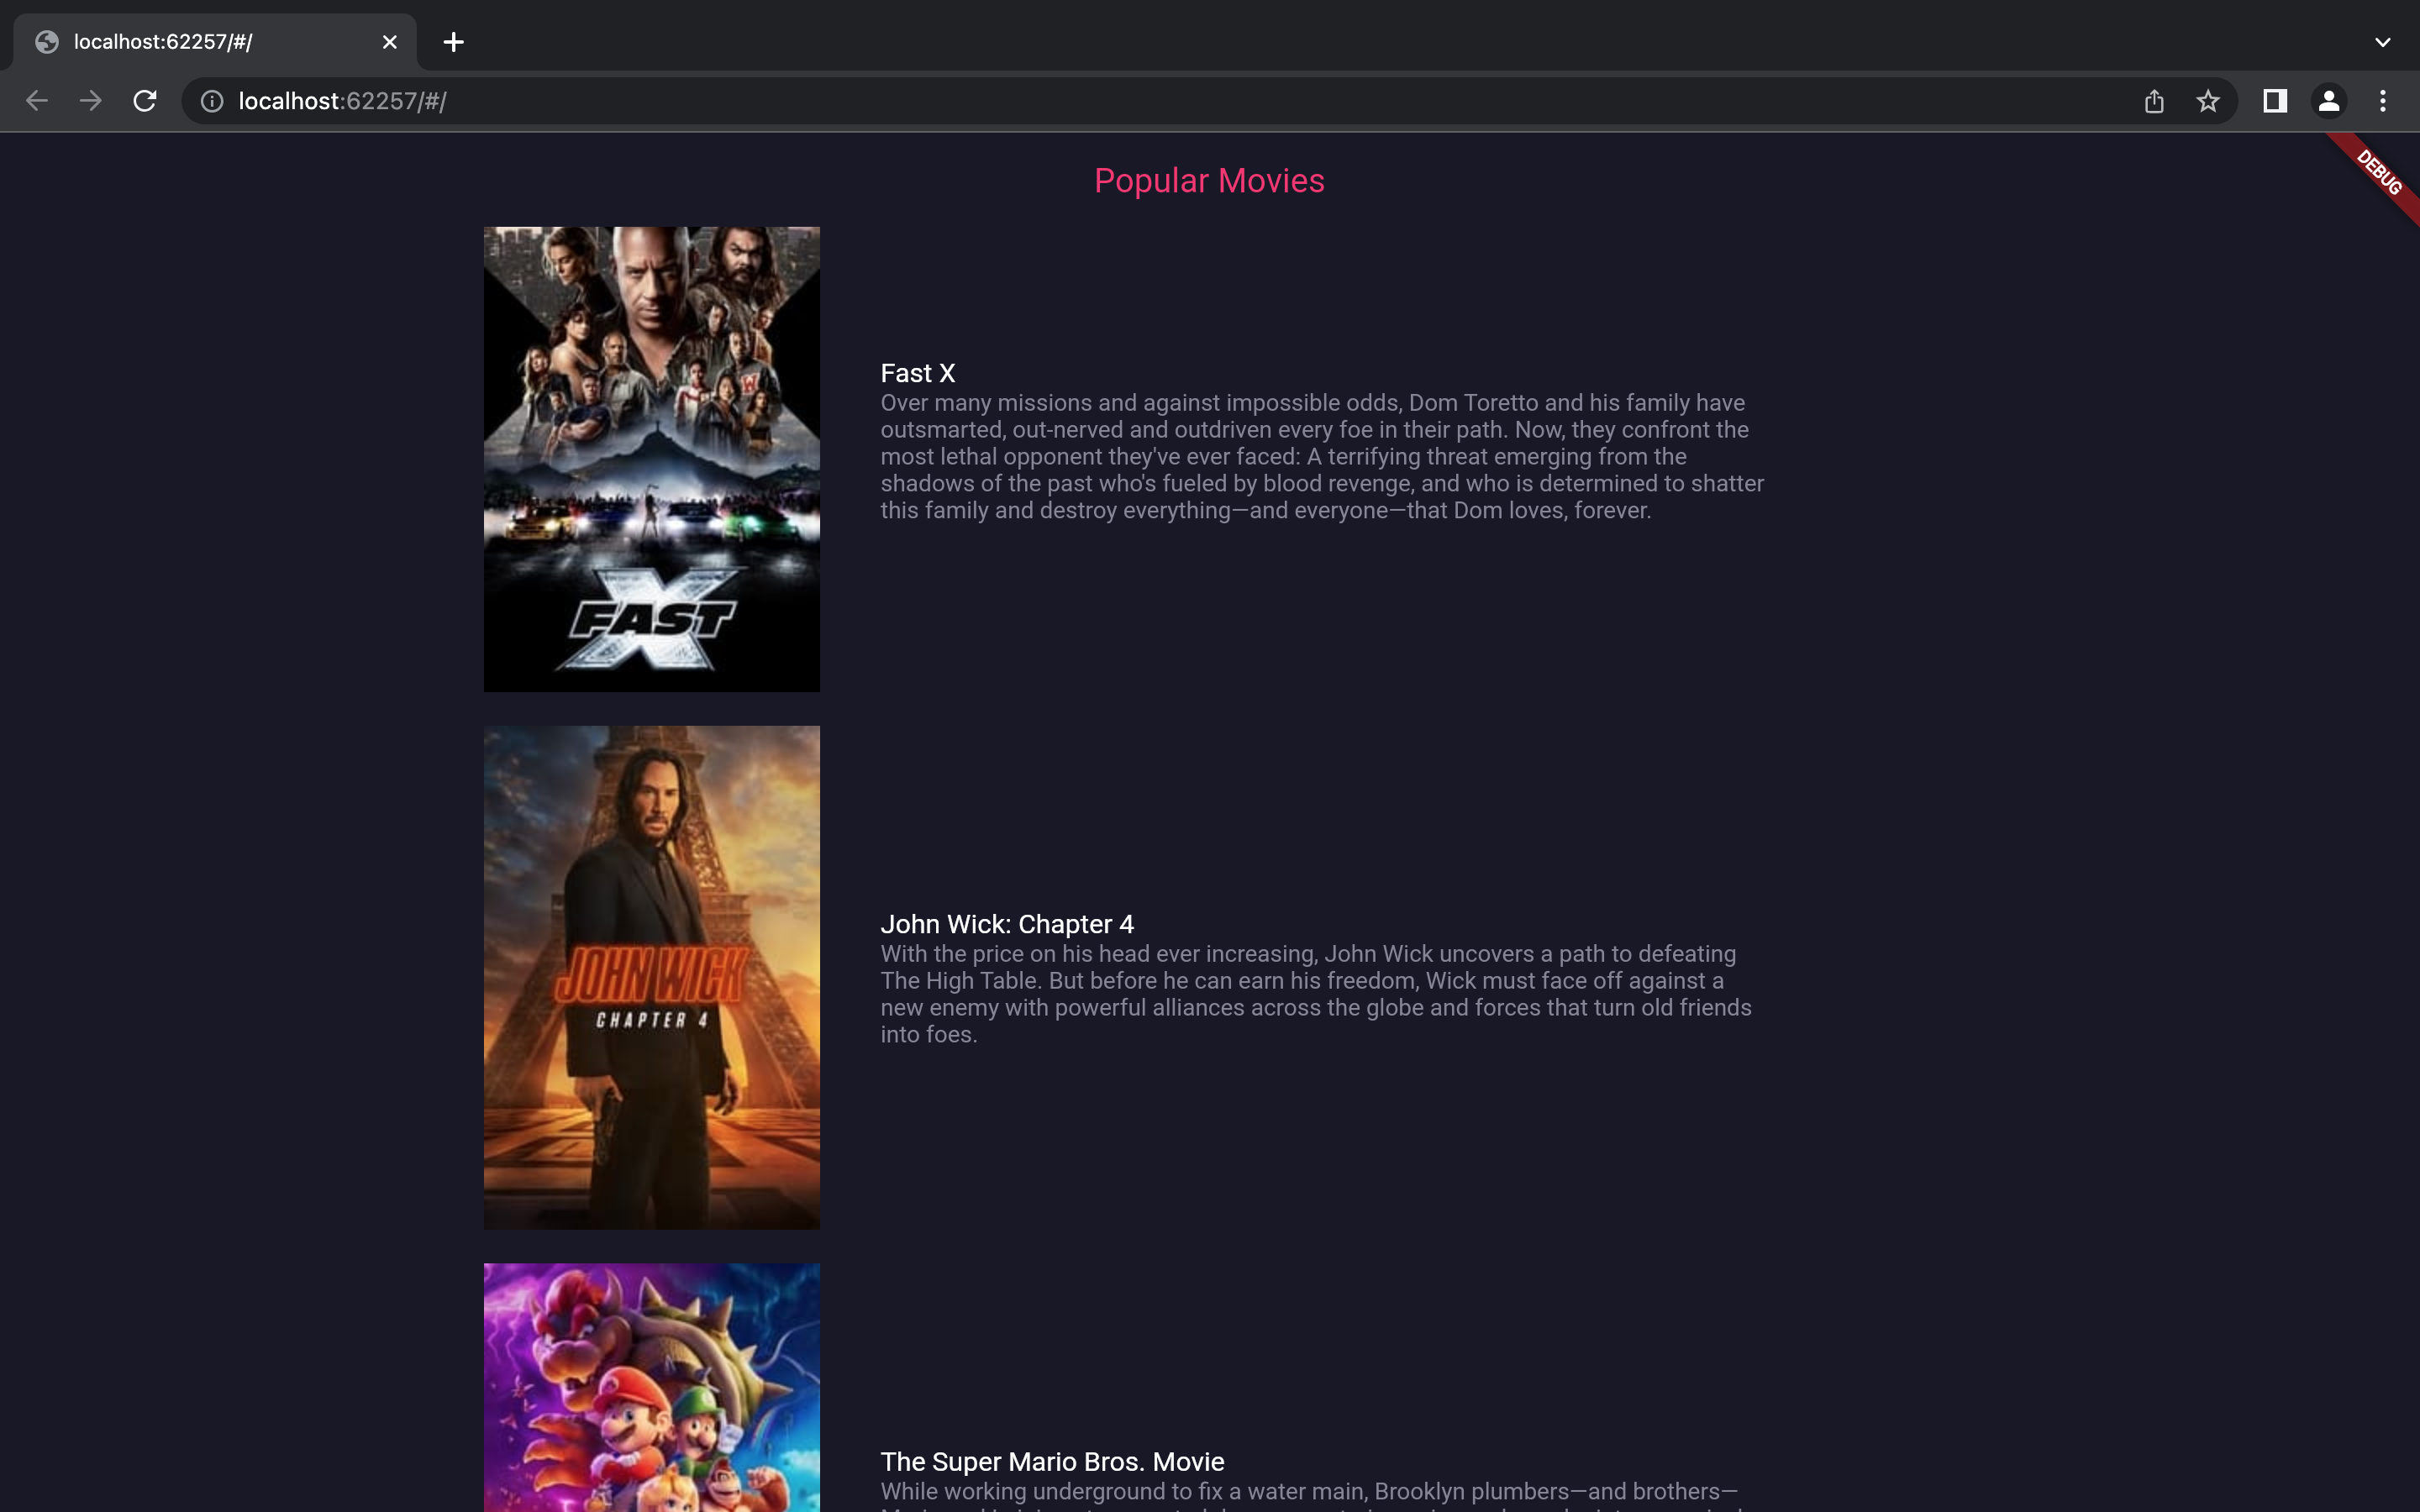 localhost:62257/#/
localhost:62257/#/
DEBUG
Popular Movies
FAST X
Fast X
Over many missions and against impossible odds, Dom Toretto and his family have
outsmarted, out-nerved and outdriven every foe in their path. Now, they confront the
most lethal opponent they've ever faced: A terrifying threat emerging from the
shadows of the past who's fueled by blood revenge, and who is determined to shatter
this family and destroy everything—and everyone—that Dom loves, forever.
JOHN WICK
CHAPTER 4
John Wick: Chapter 4
With the price on his head ever increasing, John Wick uncovers a path to defeating
The High Table. But before he can earn his freedom, Wick must face off against a
new enemy with powerful alliances across the globe and forces that turn old friends
into foes.
The Super Mario Bros. Movie
While working underground to fix a water main, Brooklyn plumbers—and brothers—